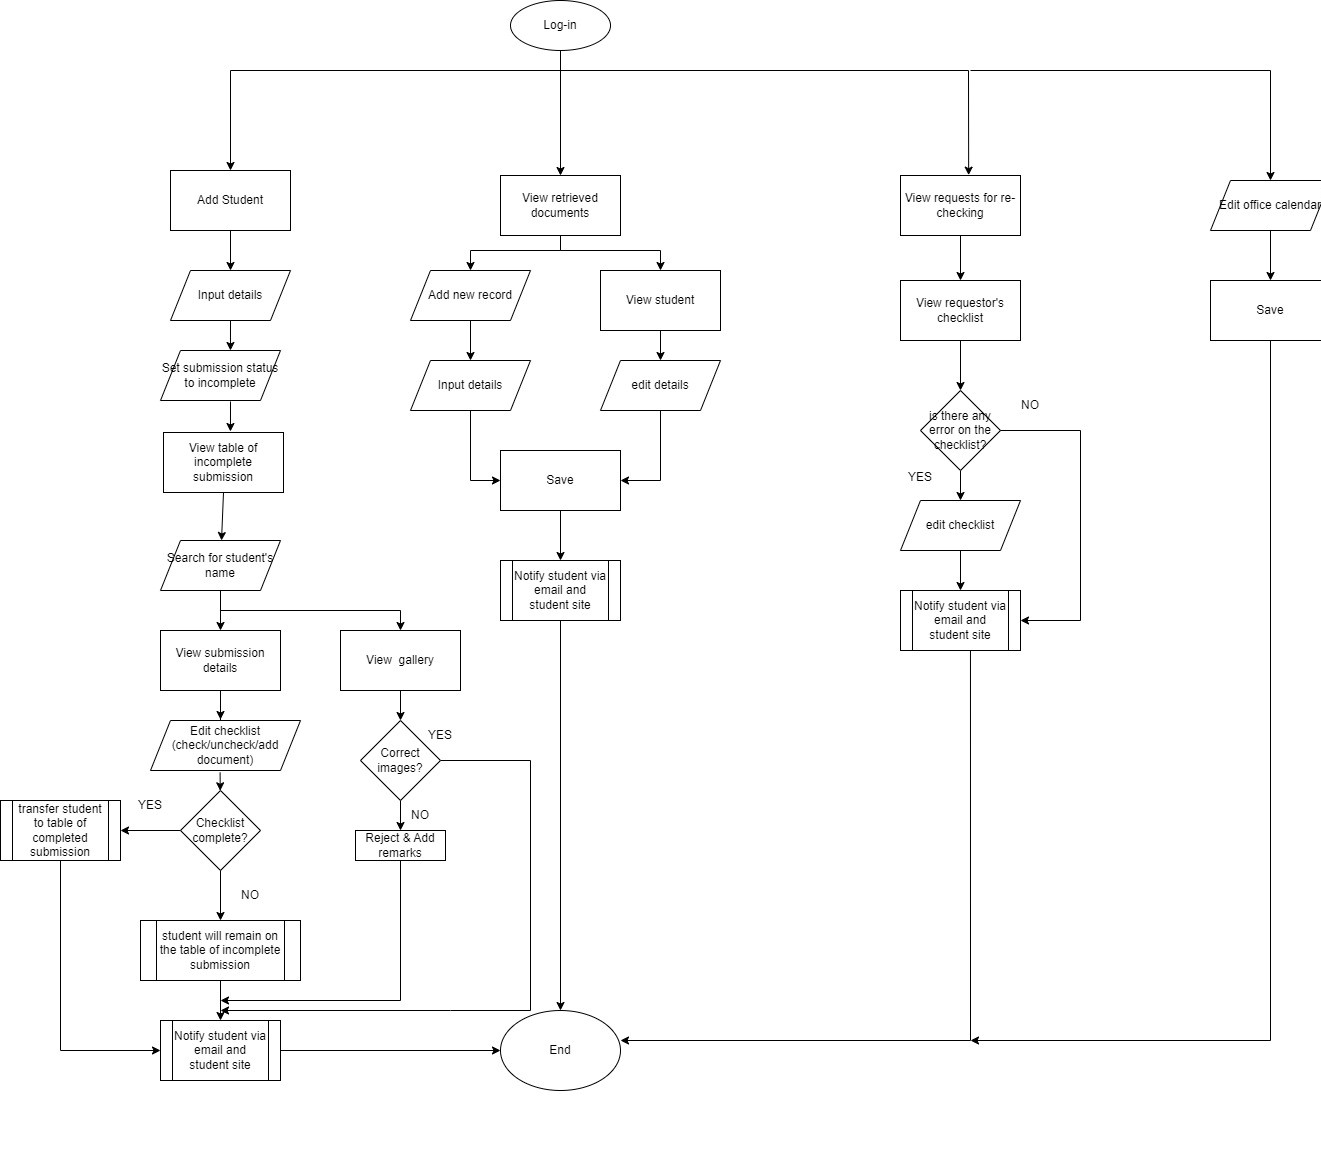 Log-in
Add Student
View retrieved
documents
View requests for re-
checking
Edit office calendar
Input details
Add new record
View student
View requestor's
checklist
Save
Set submission status
to incomplete
Input details
edit details
is there any
error on the
checklist?
NO
YES
View table of
incomplete
submission
Save
edit checklist
Search for student's
name
Notify student via
email and
student site
Notify student via
email and
student site
View submission
details
View  gallery
Edit checklist
(check/uncheck/add
document)
Correct
images?
YES
NO
transfer student
to table of
completed
submission
YES
Checklist
complete?
Reject & Add
remarks
NO
student will remain on
the table of incomplete
submission
Notify student via
email and
student site
End